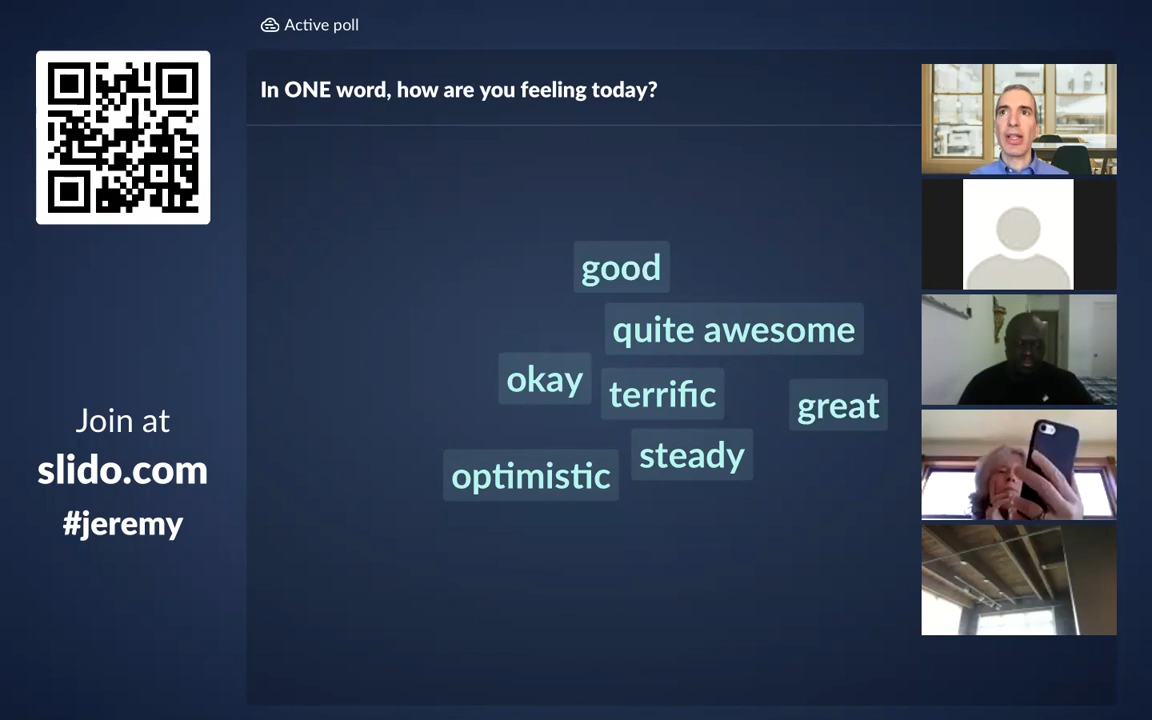 Active poll
In ONE word, how are you feeling today?
good
quite awesome
okay
terrific
great
steady
optimistic
Join at
slido.com
#jeremy